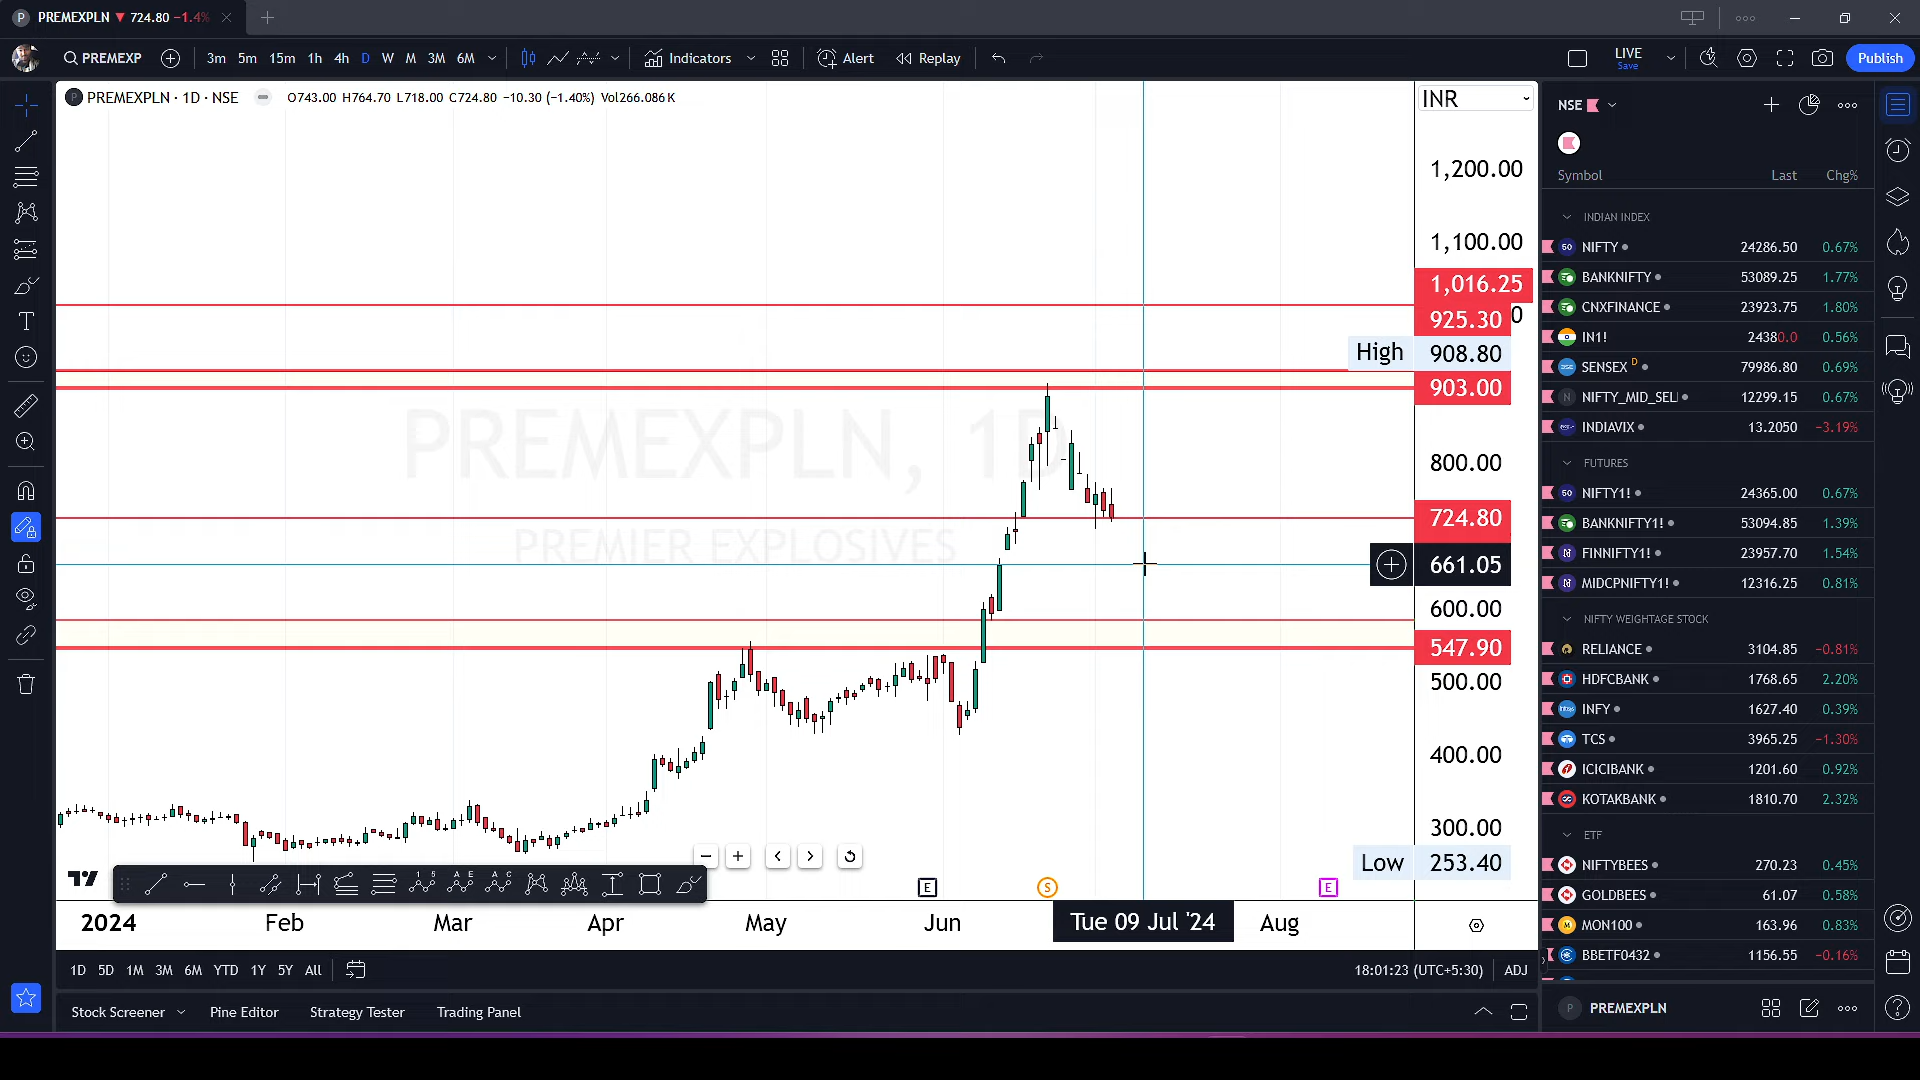 PREMEXPLN ▼ 724.80 −1.4%
PREMEXP
3m 5m 15m 1h 4h D W M 3M 6M
Indicators
Alert
Replay
LIVE
Save
Publish
PREMEXPLN · 1D · NSE
O743.00 H764.70 L718.00 C724.80 −10.30 (−1.40%) Vol266.086 K
INR
1,200.00
1,100.00
1,016.25
925.30
High 908.80
903.00
800.00
724.80
661.05
600.00
547.90
500.00
400.00
300.00
Low 253.40
PREMEXPLN, 1D
PREMIER EXPLOSIVES
2024 Feb Mar Apr May Jun Tue 09 Jul '24 Aug
1D 5D 1M 3M 6M YTD 1Y 5Y All
18:01:23 (UTC+5:30) ADJ
Stock Screener Pine Editor Strategy Tester Trading Panel
NSE
Symbol Last Chg%
INDIAN INDEX
NIFTY 24286.50 0.67%
BANKNIFTY 53089.25 1.77%
CNXFINANCE 23923.75 1.80%
IN1! 24380.0 0.56%
SENSEX D 79986.80 0.69%
NIFTY_MID_SEL 12299.15 0.67%
INDIAVIX 13.2050 −3.19%
FUTURES
NIFTY1! 24365.00 0.67%
BANKNIFTY1! 53094.85 1.39%
FINNIFTY1! 23957.70 1.54%
MIDCPNIFTY1! 12316.25 0.81%
NIFTY WEIGHTAGE STOCK
RELIANCE 3104.85 −0.81%
HDFCBANK 1768.65 2.20%
INFY 1627.40 0.39%
TCS 3965.25 −1.30%
ICICIBANK 1201.60 0.92%
KOTAKBANK 1810.70 2.32%
ETF
NIFTYBEES 270.23 0.45%
GOLDBEES 61.07 0.58%
MON100 163.96 0.83%
BBETF0432 1156.55 −0.16%
PREMEXPLN